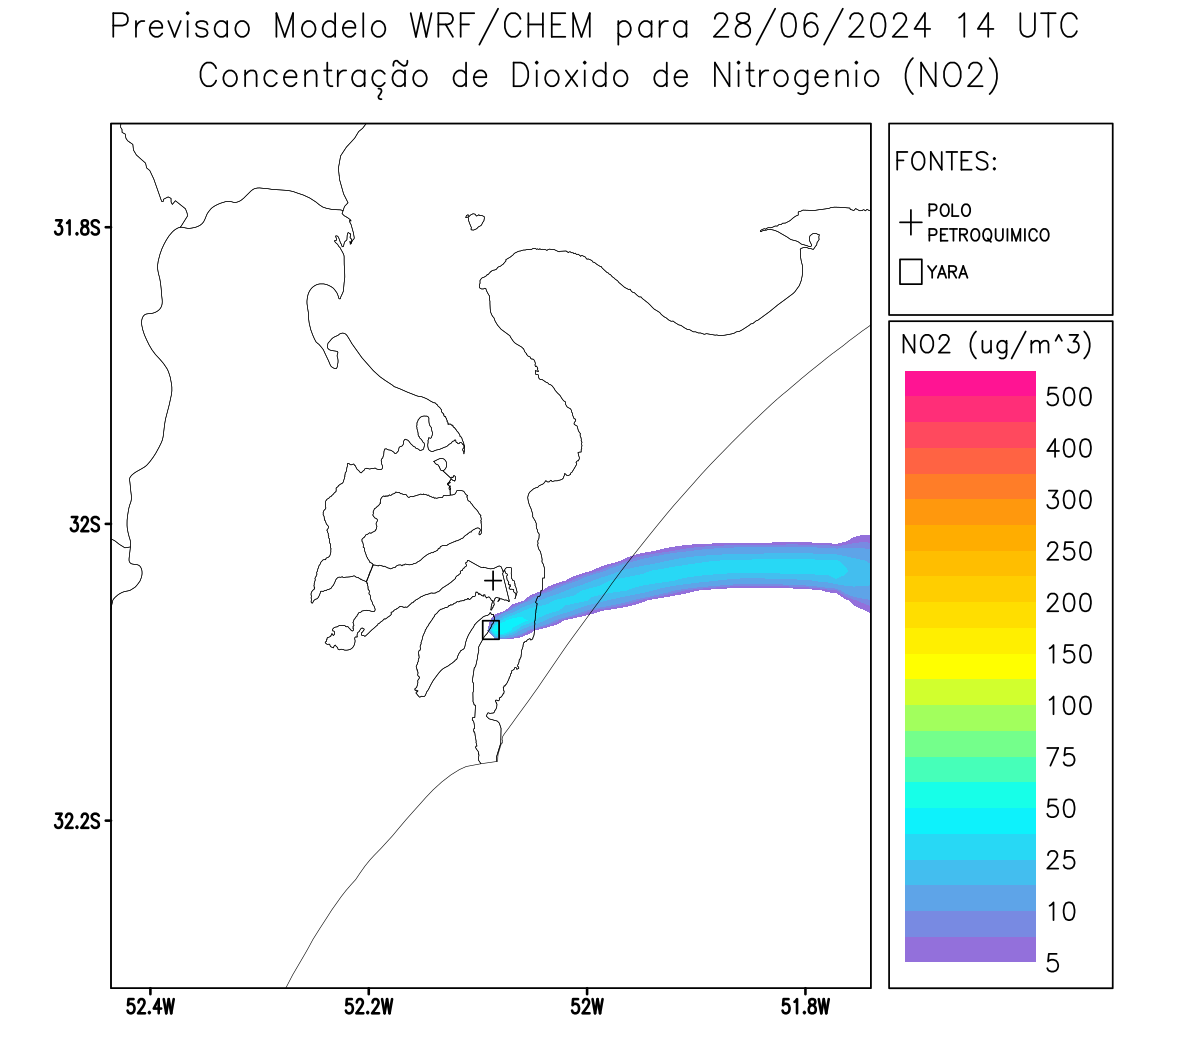 Previsao Modelo WRF/CHEM para 28/06/2024 14 UTC
Concentração de Dioxido de Nitrogenio (NO2)
FONTES:
POLO
PETROQUIMICO
YARA
NO2 (ug/m^3)
500
400
300
250
200
150
100
75
50
25
10
5
31.8S
32S
32.2S
52.4W
52.2W
52W
51.8W